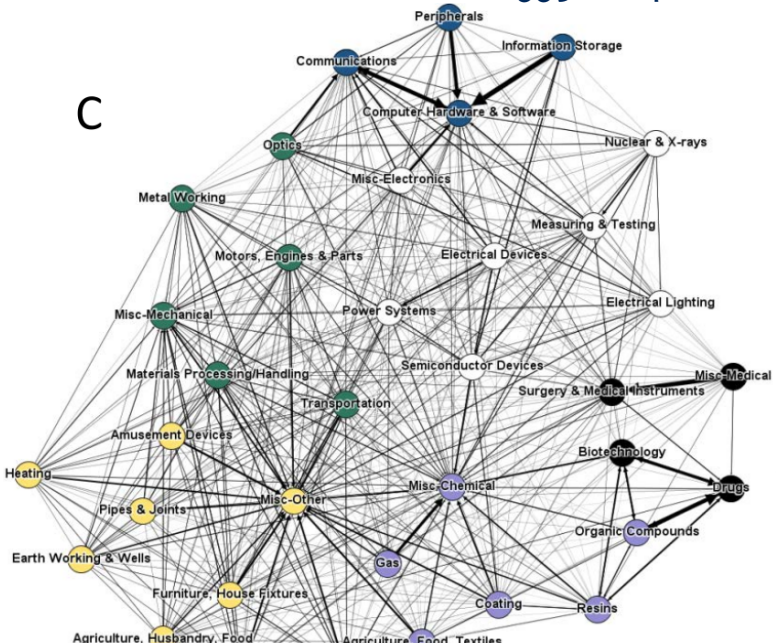 Peripherals
Information Storage
Communications
C
Computer Hardware & Software
Optics
Nuclear & X-rays
Misc-Electronics
Metal Working
Measuring & Testing
Motors, Engines & Parts
Electrical Devices
Electrical Lighting
Misc-Mechanical
Power Systems
Semiconductor Devices
Materials Processing/Handling
Misc-Medical
Surgery & Medical Instruments
Transportation
Amusement Devices
Biotechnology
Heating
Misc-Chemical
Drugs
Misc-Other
Pipes & Joints
Organic Compounds
Earth Working & Wells
Gas
Furniture, House Fixtures
Coating
Resins
Agriculture, Husbandry, Food
Agriculture, Food, Textiles